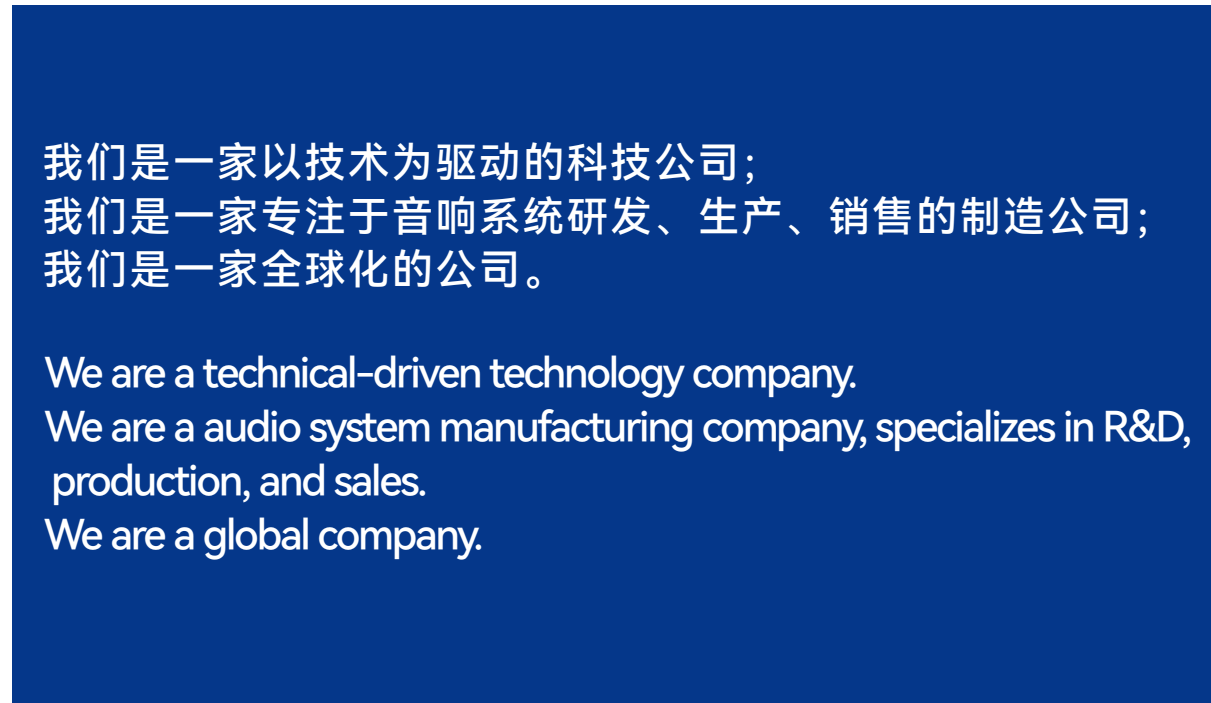 我们是一家以技术为驱动的科技公司；
我们是一家专注于音响系统研发、生产、销售的制造公司；
我们是一家全球化的公司。
We are a technical-driven technology company.
We are a audio system manufacturing company, specializes in R&D,
production, and sales.
We are a global company.